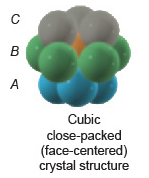 C
B
A
Cubic
close-packed
(face-centered)
crystal structure